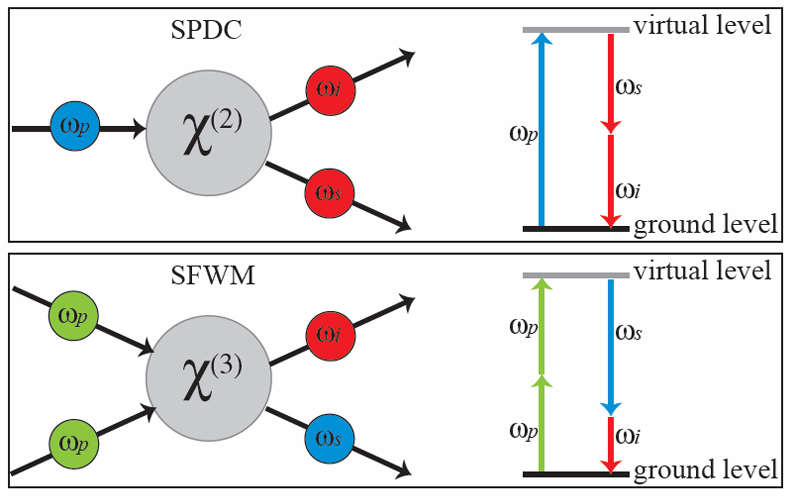 SPDC
ωp
χ(2)
ωi
ωs
virtual level
ωp
ωs
ωi
ground level
SFWM
ωp
ωp
χ(3)
ωi
ωs
virtual level
ωp
ωs
ωp
ωi
ground level